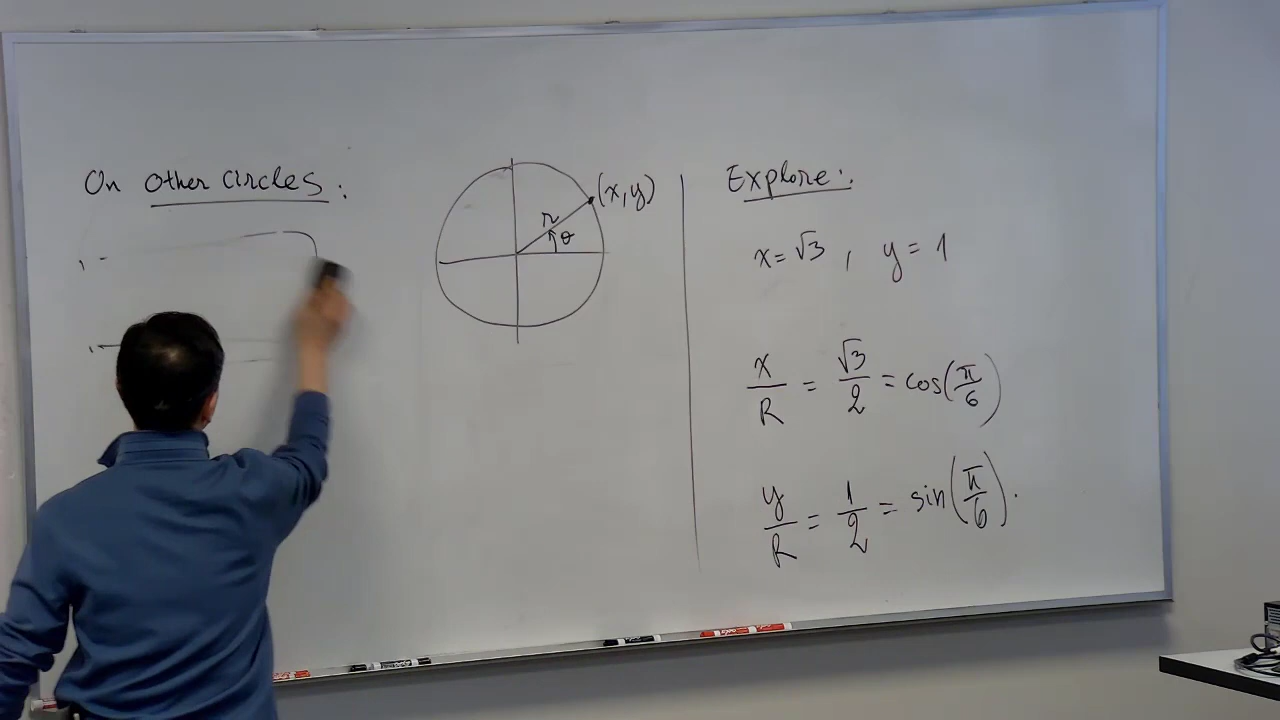 On Other Circles:
(x,y)
r
θ
Explore:
x = √3 , y = 1
x/R = √3/2 = cos(π/6)
y/R = 1/2 = sin(π/6).